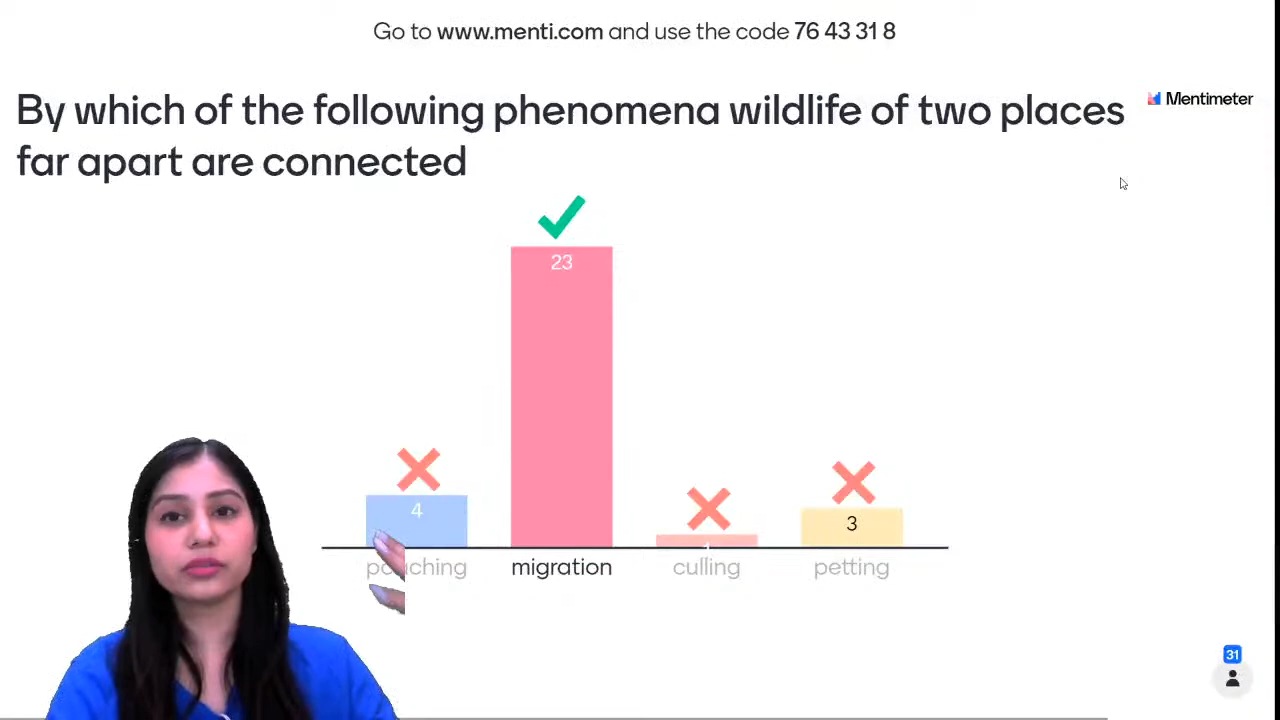 Go to www.menti.com and use the code 76 43 31 8
Mentimeter
By which of the following phenomena wildlife of two places
far apart are connected
23
4
3
migration
culling
petting
31